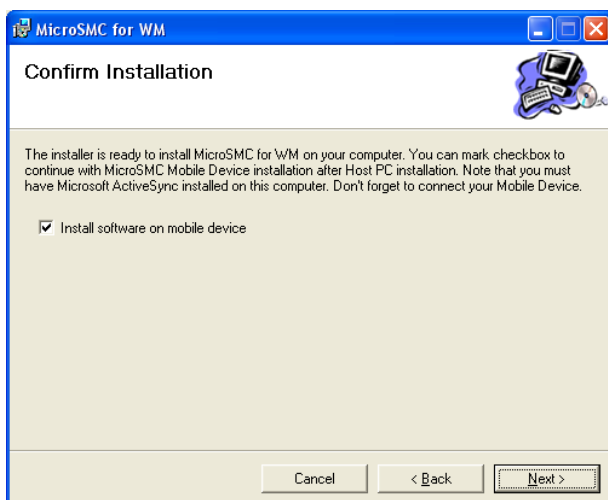 MicroSMC for WM
Confirm Installation
The installer is ready to install MicroSMC for WM on your computer. You can mark checkbox to
continue with MicroSMC Mobile Device installation after Host PC installation. Note that you must
have Microsoft ActiveSync installed on this computer. Don't forget to connect your Mobile Device.
Install software on mobile device
Cancel
< Back
Next >